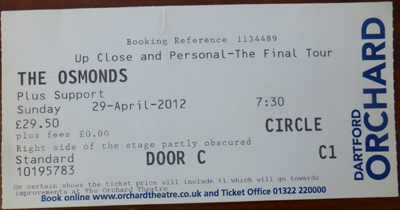 Booking Reference 1134489
Up Close and Personal-The Final Tour
THE OSMONDS
Plus Support
Sunday 29-April-2012 7:30
£29.50 CIRCLE
plus fees £0.00
Right side of the stage partly obscured
Standard DOOR C C1
10195783
On certain shows the ticket price will include £1 which will go towards
improvements at The Orchard Theatre
Book online www.orchardtheatre.co.uk and Ticket Office 01322 220000
DARTFORD
ORCHARD